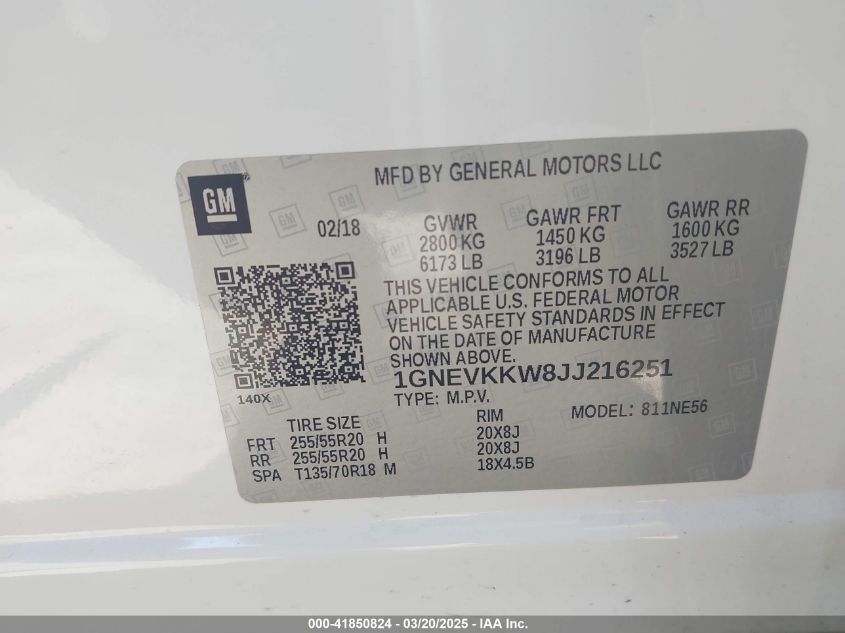 MFD BY GENERAL MOTORS LLC
GM
02/18
GVWR
2800 KG
6173 LB
GAWR FRT
1450 KG
3196 LB
GAWR RR
1600 KG
3527 LB
THIS VEHICLE CONFORMS TO ALL
APPLICABLE U.S. FEDERAL MOTOR
VEHICLE SAFETY STANDARDS IN EFFECT
ON THE DATE OF MANUFACTURE
SHOWN ABOVE.
140X
1GNEVKKW8JJ216251
TYPE: M.P.V.
MODEL: 811NE56
TIRE SIZE RIM
FRT 255/55R20 H 20X8J
RR 255/55R20 H 20X8J
SPA T135/70R18 M 18X4.5B
000-41850824 - 03/20/2025 - IAA Inc.